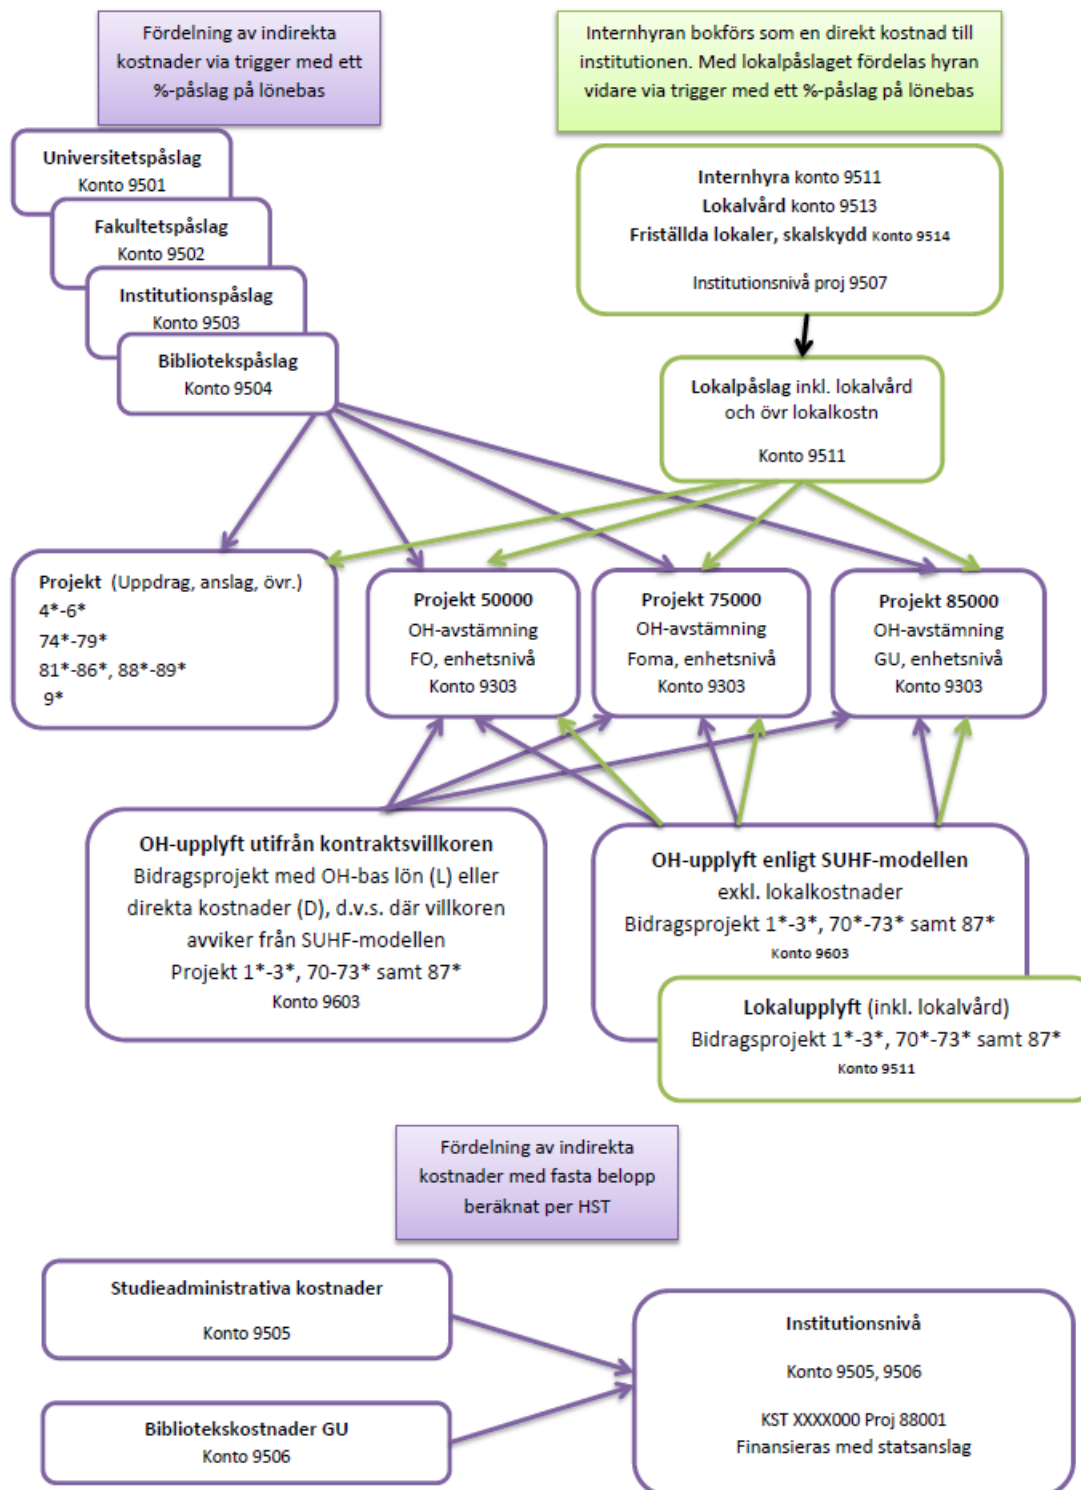 Fördelning av indirekta
kostnader via trigger med ett
%-påslag på lönebas
Internhyran bokförs som en direkt kostnad till
institutionen. Med lokalpåslaget fördelas hyran
vidare via trigger med ett %-påslag på lönebas
Universitetspåslag
Konto 9501
Fakultetspåslag
Konto 9502
Institutionspåslag
Konto 9503
Bibliotekspåslag
Konto 9504
Internhyra konto 9511
Lokalvård konto 9513
Friställda lokaler, skalskydd Konto 9514
Institutionsnivå proj 9507
Lokalpåslag inkl. lokalvård
och övr lokalkostn
Konto 9511
Projekt (Uppdrag, anslag, övr.)
4*-6*
74*-79*
81*-86*, 88*-89*
9*
Projekt 50000
OH-avstämning
FO, enhetsnivå
Konto 9303
Projekt 75000
OH-avstämning
Foma, enhetsnivå
Konto 9303
Projekt 85000
OH-avstämning
GU, enhetsnivå
Konto 9303
OH-upplyft utifrån kontraktsvillkoren
Bidragsprojekt med OH-bas lön (L) eller
direkta kostnader (D), d.v.s. där villkoren
avviker från SUHF-modellen
Projekt 1*-3*, 70-73* samt 87*
Konto 9603
OH-upplyft enligt SUHF-modellen
exkl. lokalkostnader
Bidragsprojekt 1*-3*, 70*-73* samt 87*
Konto 9603
Lokalupplyft (inkl. lokalvård)
Bidragsprojekt 1*-3*, 70*-73* samt 87*
Konto 9511
Fördelning av indirekta
kostnader med fasta belopp
beräknat per HST
Studieadministrativa kostnader
Konto 9505
Bibliotekskostnader GU
Konto 9506
Institutionsnivå
Konto 9505, 9506
KST XXXX000 Proj 88001
Finansieras med statsanslag